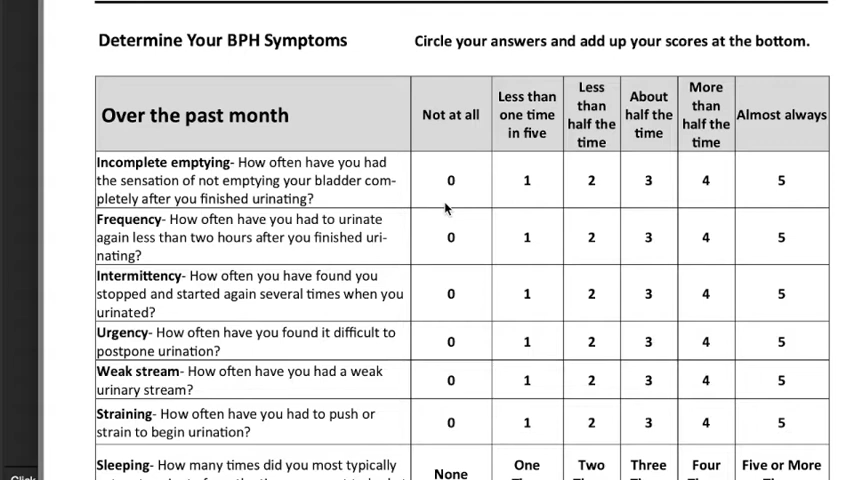 Determine Your BPH Symptoms
Circle your answers and add up your scores at the bottom.
Over the past month
Not at all
Less than
one time
in five
Less
than
half the
time
About
half the
time
More
than
half the
time
Almost always
Incomplete emptying- How often have you had
the sensation of not emptying your bladder com-
pletely after you finished urinating?
0 1 2 3 4 5
Frequency- How often have you had to urinate
again less than two hours after you finished uri-
nating?
0 1 2 3 4 5
Intermittency- How often you have found you
stopped and started again several times when you
urinated?
0 1 2 3 4 5
Urgency- How often have you found it difficult to
postpone urination?
0 1 2 3 4 5
Weak stream- How often have you had a weak
urinary stream?
0 1 2 3 4 5
Straining- How often have you had to push or
strain to begin urination?
0 1 2 3 4 5
Sleeping- How many times did you most typically
None
One
Two
Three
Four
Five or More
Click